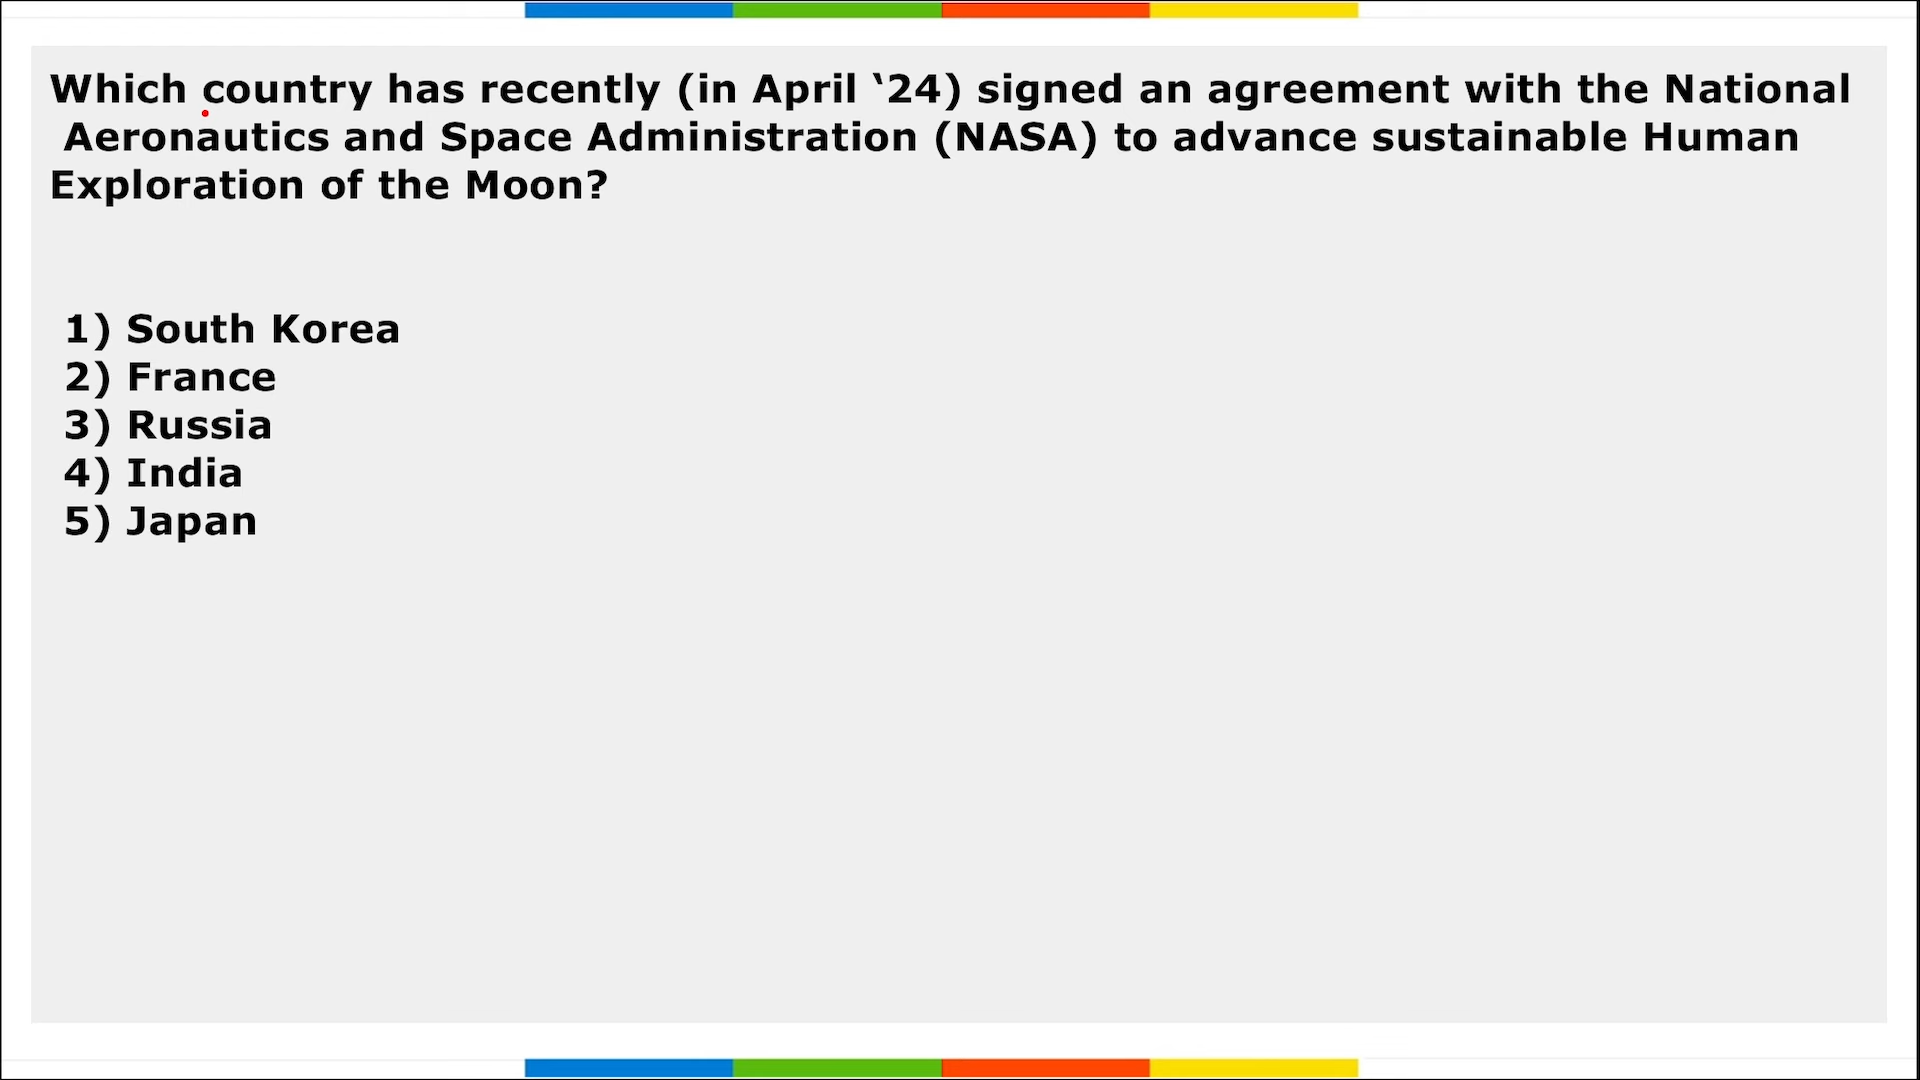 Which country has recently (in April ‘24) signed an agreement with the National
Aeronautics and Space Administration (NASA) to advance sustainable Human
Exploration of the Moon?
1) South Korea
2) France
3) Russia
4) India
5) Japan